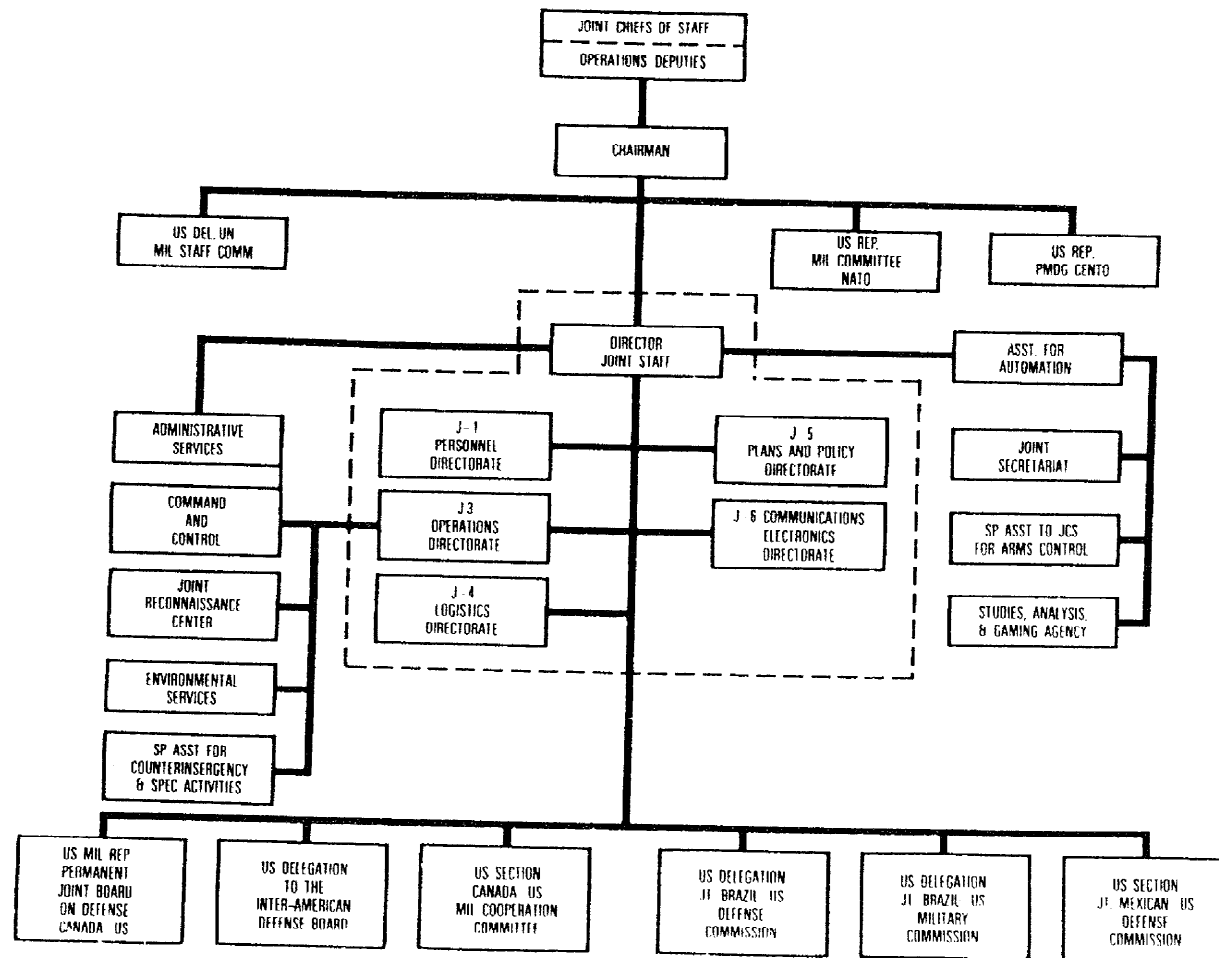 JOINT CHIEFS OF STAFF
OPERATIONS DEPUTIES
CHAIRMAN
US DEL. UN
MIL STAFF COMM
US REP.
MIL COMMITTEE
NATO
US REP.
PMDG CENTO
DIRECTOR
JOINT STAFF
ASST. FOR
AUTOMATION
ADMINISTRATIVE
SERVICES
J-1
PERSONNEL
DIRECTORATE
J 5
PLANS AND POLICY
DIRECTORATE
JOINT
SECRETARIAT
COMMAND
AND
CONTROL
J 3
OPERATIONS
DIRECTORATE
J 6 COMMUNICATIONS
ELECTRONICS
DIRECTORATE
SP ASST TO JCS
FOR ARMS CONTROL
JOINT
RECONNAISSANCE
CENTER
J-4
LOGISTICS
DIRECTORATE
STUDIES, ANALYSIS,
& GAMING AGENCY
ENVIRONMENTAL
SERVICES
SP ASST FOR
COUNTERINSERGENCY
& SPEC ACTIVITIES
US MIL REP
PERMANENT
JOINT BOARD
ON DEFENSE
CANADA US
US DELEGATION
TO THE
INTER-AMERICAN
DEFENSE BOARD
US SECTION
CANADA US
MIL COOPERATION
COMMITTEE
US DELEGATION
JT. BRAZIL US
DEFENSE
COMMISSION
US DELEGATION
JT. BRAZIL US
MILITARY
COMMISSION
US SECTION
JT. MEXICAN US
DEFENSE
COMMISSION